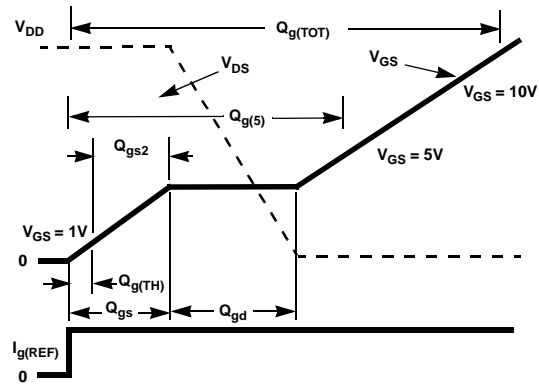 V_DD
Q_g(TOT)
V_DS
V_GS
V_GS = 10V
Q_g(5)
Q_gs2
V_GS = 5V
V_GS = 1V
0
Q_g(TH)
Q_gs
Q_gd
I_g(REF)
0